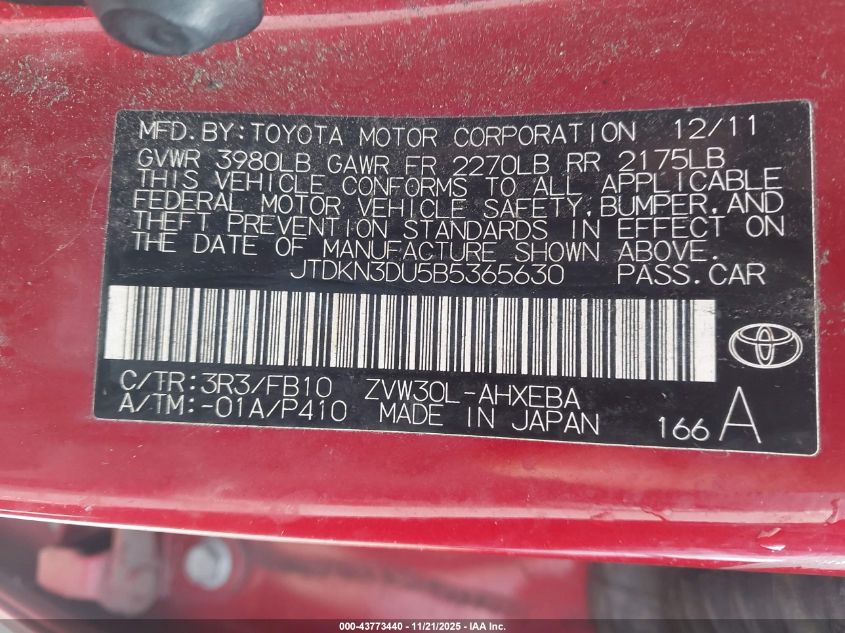 MFD. BY: TOYOTA MOTOR CORPORATION 12/11
GVWR 3980LB GAWR FR 2270LB RR 2175LB
THIS VEHICLE CONFORMS TO ALL APPLICABLE
FEDERAL MOTOR VEHICLE SAFETY, BUMPER, AND
THEFT PREVENTION STANDARDS IN EFFECT ON
THE DATE OF MANUFACTURE SHOWN ABOVE.
JTDKN3DU5B5365630 PASS. CAR
C/TR: 3R3/FB10 ZVW30L-AHXEBA
A/TM: -01A/P410 MADE IN JAPAN 166 A
000-43773440 - 11/21/2025 - IAA Inc.